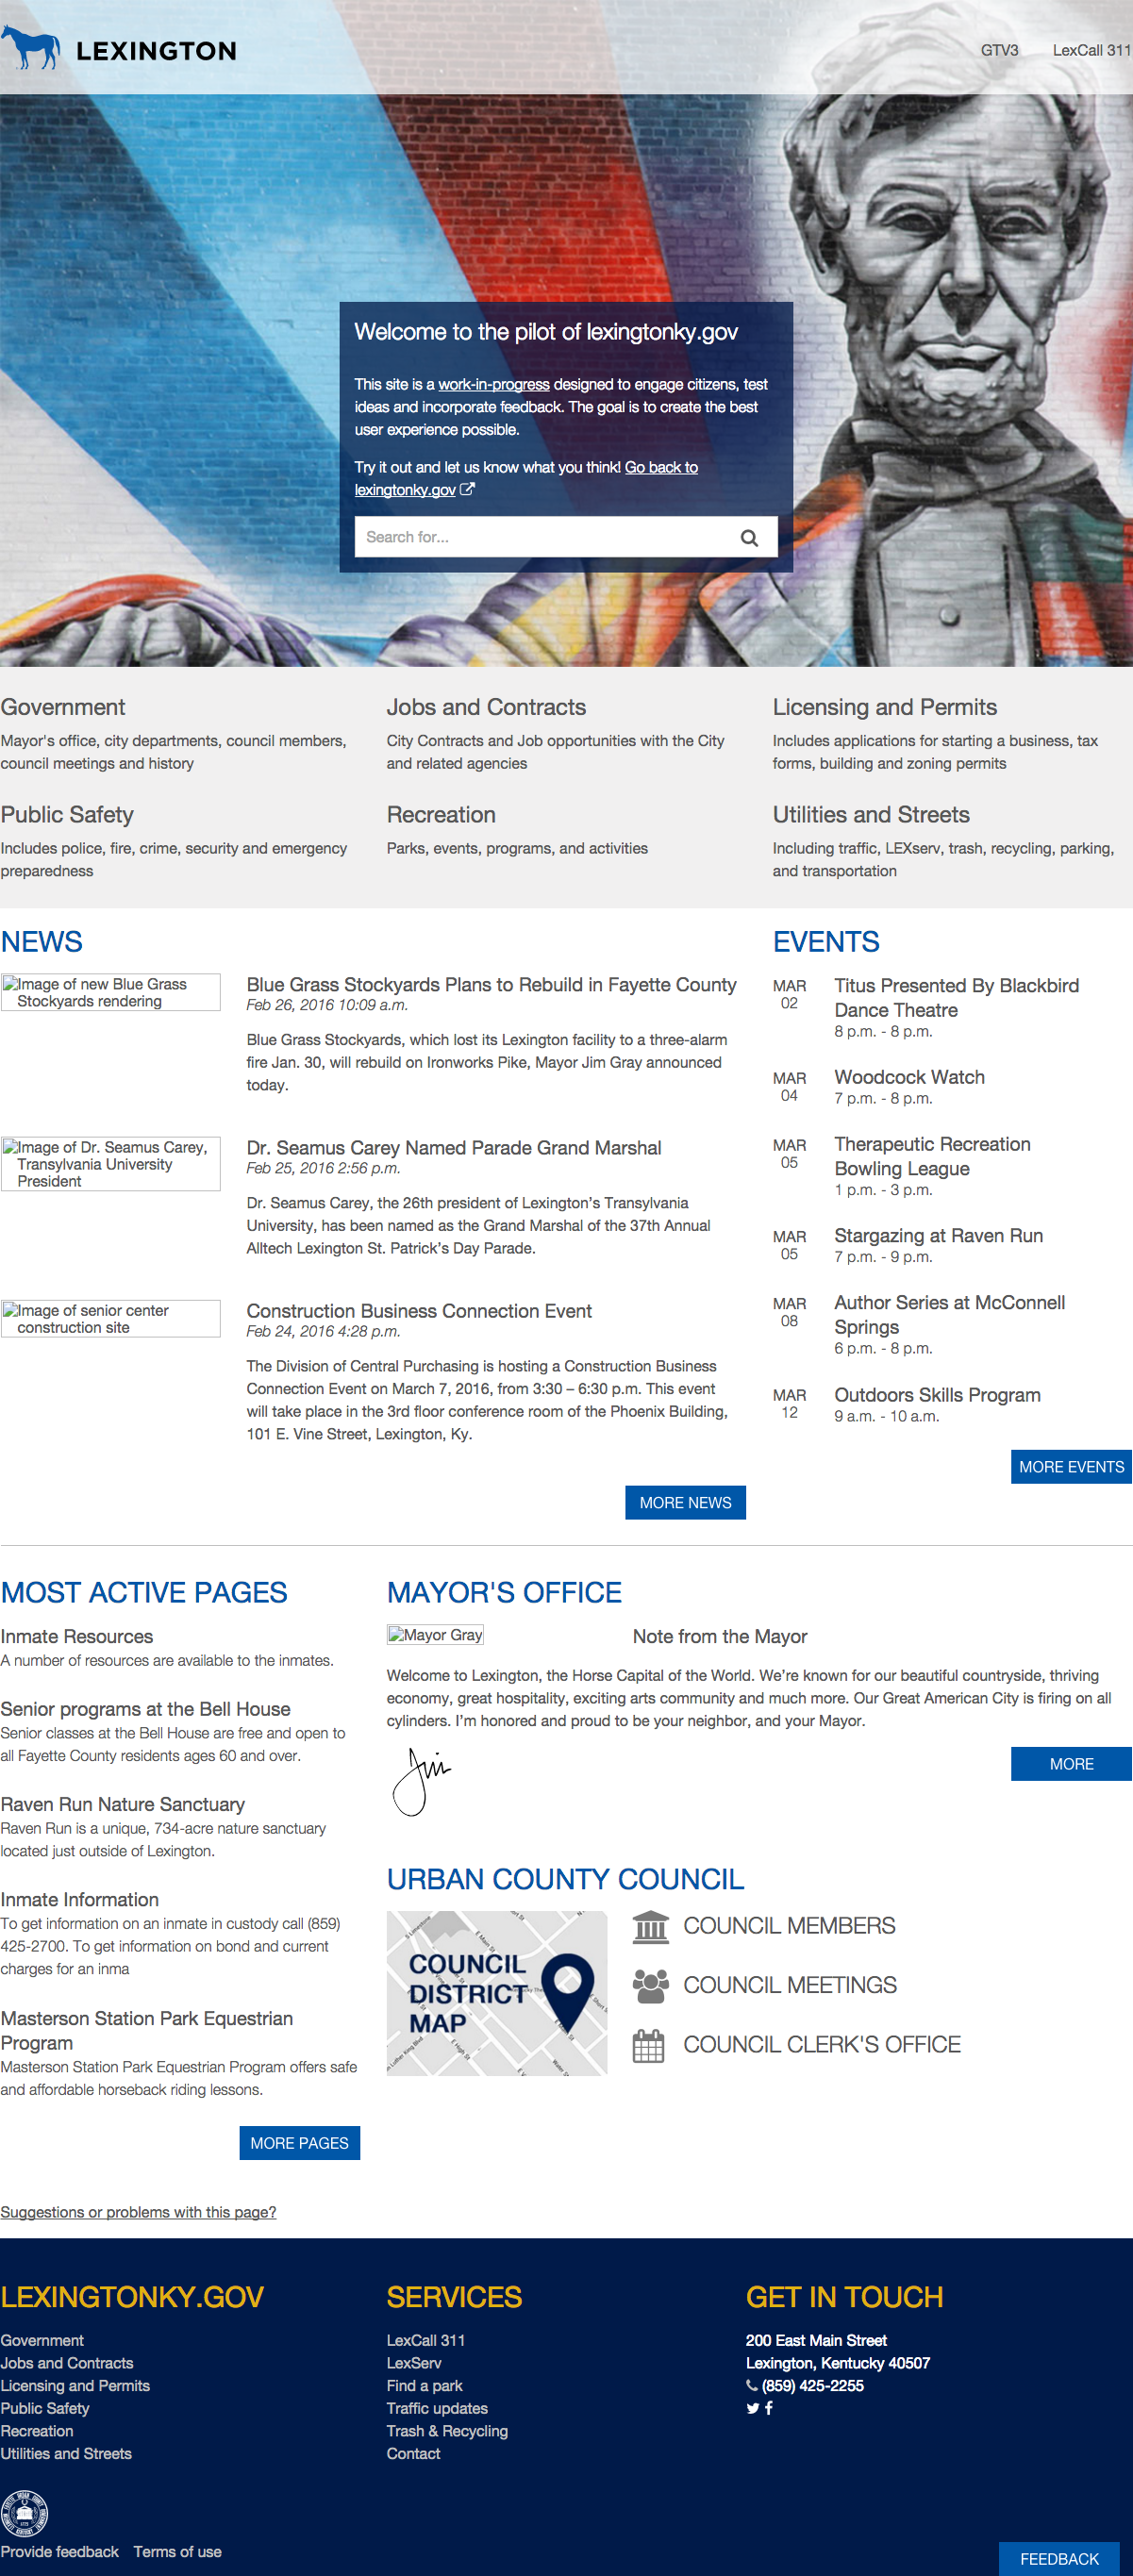 LEXINGTON
GTV3
LexCall 311
Welcome to the pilot of lexingtonky.gov
This site is a work-in-progress designed to engage citizens, test
ideas and incorporate feedback. The goal is to create the best
user experience possible.
Try it out and let us know what you think! Go back to
lexingtonky.gov
Search for...
Government
Mayor's office, city departments, council members,
council meetings and history
Jobs and Contracts
City Contracts and Job opportunities with the City
and related agencies
Licensing and Permits
Includes applications for starting a business, tax
forms, building and zoning permits
Public Safety
Includes police, fire, crime, security and emergency
preparedness
Recreation
Parks, events, programs, and activities
Utilities and Streets
Including traffic, LEXserv, trash, recycling, parking,
and transportation
NEWS
Image of new Blue Grass
Stockyards rendering
Blue Grass Stockyards Plans to Rebuild in Fayette County
Feb 26, 2016 10:09 a.m.
Blue Grass Stockyards, which lost its Lexington facility to a three-alarm
fire Jan. 30, will rebuild on Ironworks Pike, Mayor Jim Gray announced
today.
Image of Dr. Seamus Carey,
Transylvania University
President
Dr. Seamus Carey Named Parade Grand Marshal
Feb 25, 2016 2:56 p.m.
Dr. Seamus Carey, the 26th president of Lexington's Transylvania
University, has been named as the Grand Marshal of the 37th Annual
Alltech Lexington St. Patrick's Day Parade.
Image of senior center
construction site
Construction Business Connection Event
Feb 24, 2016 4:28 p.m.
The Division of Central Purchasing is hosting a Construction Business
Connection Event on March 7, 2016, from 3:30 – 6:30 p.m. This event
will take place in the 3rd floor conference room of the Phoenix Building,
101 E. Vine Street, Lexington, Ky.
MORE NEWS
EVENTS
MAR
02
Titus Presented By Blackbird
Dance Theatre
8 p.m. - 8 p.m.
MAR
04
Woodcock Watch
7 p.m. - 8 p.m.
MAR
05
Therapeutic Recreation
Bowling League
1 p.m. - 3 p.m.
MAR
05
Stargazing at Raven Run
7 p.m. - 9 p.m.
MAR
08
Author Series at McConnell
Springs
6 p.m. - 8 p.m.
MAR
12
Outdoors Skills Program
9 a.m. - 10 a.m.
MORE EVENTS
MOST ACTIVE PAGES
Inmate Resources
A number of resources are available to the inmates.
Senior programs at the Bell House
Senior classes at the Bell House are free and open to
all Fayette County residents ages 60 and over.
Raven Run Nature Sanctuary
Raven Run is a unique, 734-acre nature sanctuary
located just outside of Lexington.
Inmate Information
To get information on an inmate in custody call (859)
425-2700. To get information on bond and current
charges for an inma
Masterson Station Park Equestrian
Program
Masterson Station Park Equestrian Program offers safe
and affordable horseback riding lessons.
MORE PAGES
MAYOR'S OFFICE
Mayor Gray
Note from the Mayor
Welcome to Lexington, the Horse Capital of the World. We're known for our beautiful countryside, thriving
economy, great hospitality, exciting arts community and much more. Our Great American City is firing on all
cylinders. I'm honored and proud to be your neighbor, and your Mayor.
Jim
MORE
URBAN COUNTY COUNCIL
COUNCIL
DISTRICT
MAP
COUNCIL MEMBERS
COUNCIL MEETINGS
COUNCIL CLERK'S OFFICE
Suggestions or problems with this page?
LEXINGTONKY.GOV
Government
Jobs and Contracts
Licensing and Permits
Public Safety
Recreation
Utilities and Streets
SERVICES
LexCall 311
LexServ
Find a park
Traffic updates
Trash & Recycling
Contact
GET IN TOUCH
200 East Main Street
Lexington, Kentucky 40507
(859) 425-2255
Provide feedback
Terms of use
FEEDBACK